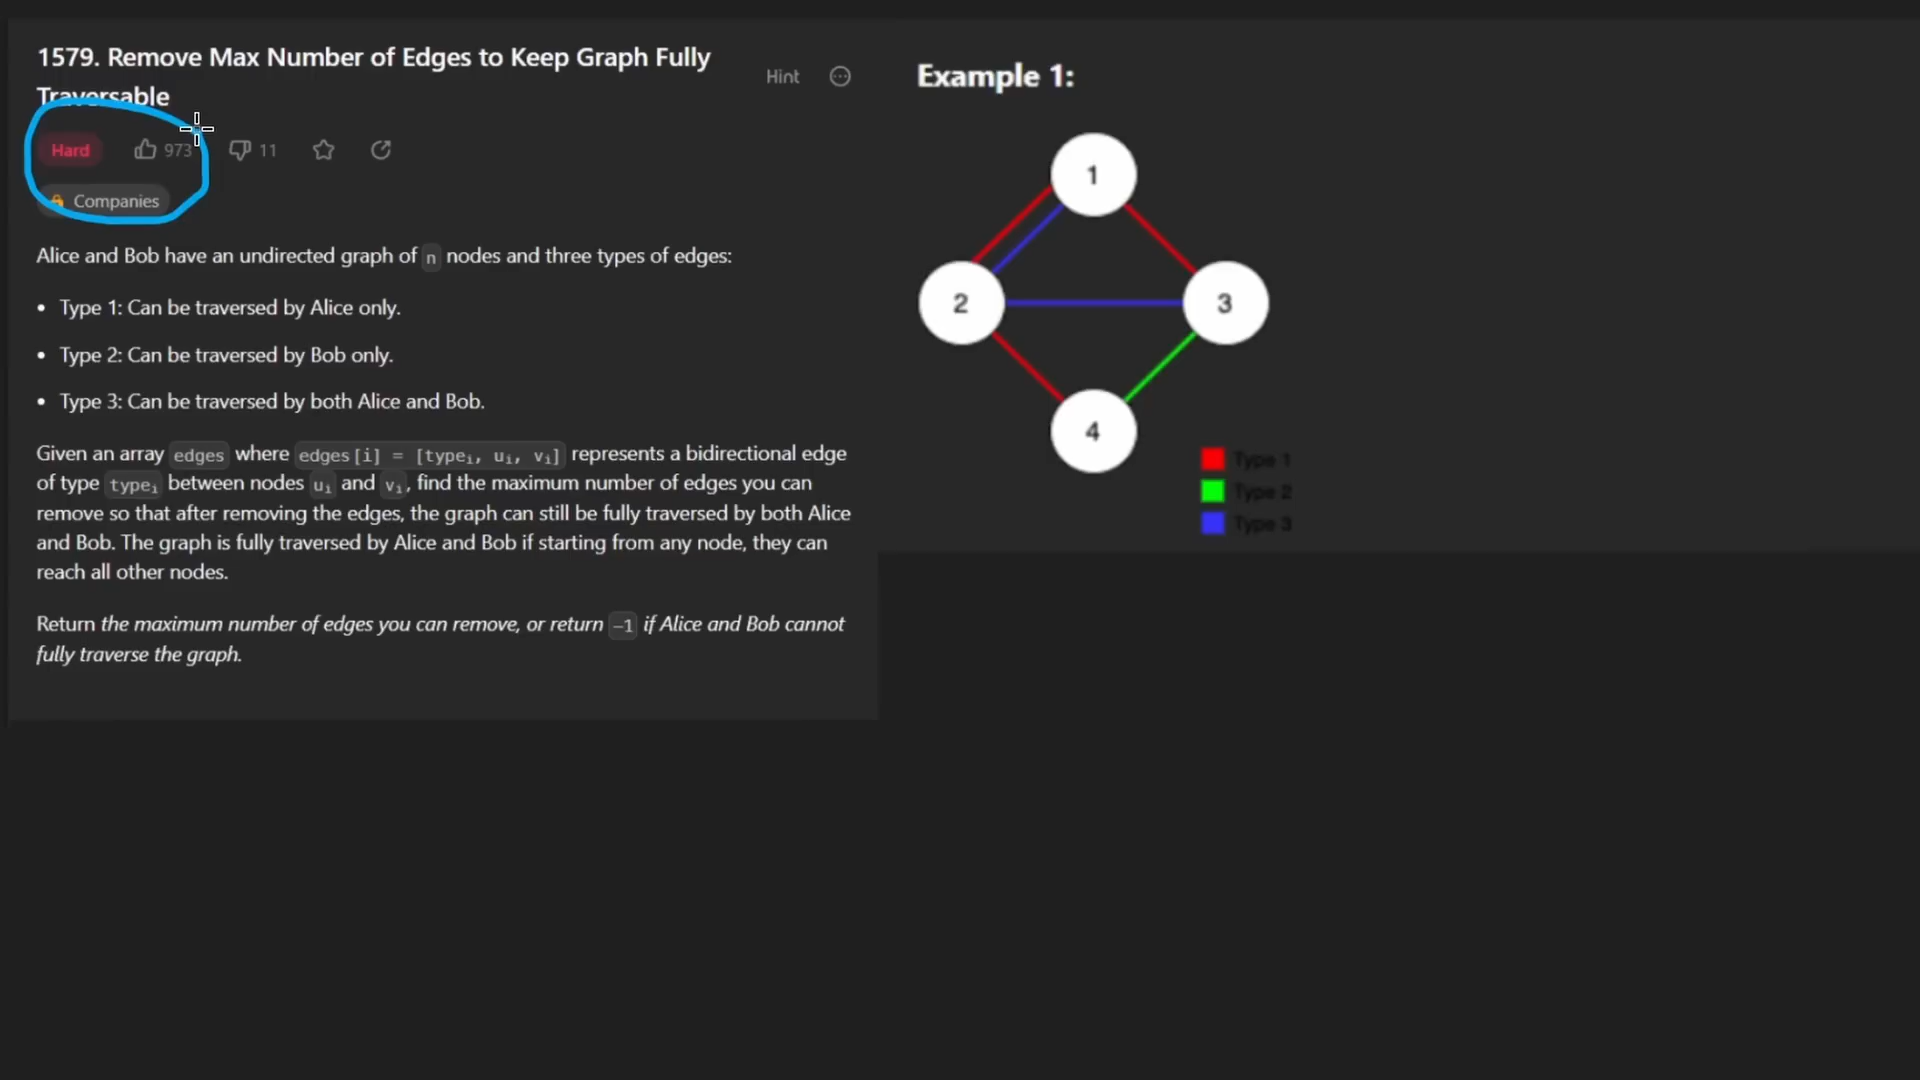 1579. Remove Max Number of Edges to Keep Graph Fully
Traversable
Hint
Hard 973 11
Companies
Alice and Bob have an undirected graph of n nodes and three types of edges:
• Type 1: Can be traversed by Alice only.
• Type 2: Can be traversed by Bob only.
• Type 3: Can be traversed by both Alice and Bob.
Given an array edges where edges[i] = [typeᵢ, uᵢ, vᵢ] represents a bidirectional edge
of type typeᵢ between nodes uᵢ and vᵢ, find the maximum number of edges you can
remove so that after removing the edges, the graph can still be fully traversed by both Alice
and Bob. The graph is fully traversed by Alice and Bob if starting from any node, they can
reach all other nodes.
Return the maximum number of edges you can remove, or return -1 if Alice and Bob cannot
fully traverse the graph.
Example 1:
1
2
3
4
Type 1
Type 2
Type 3